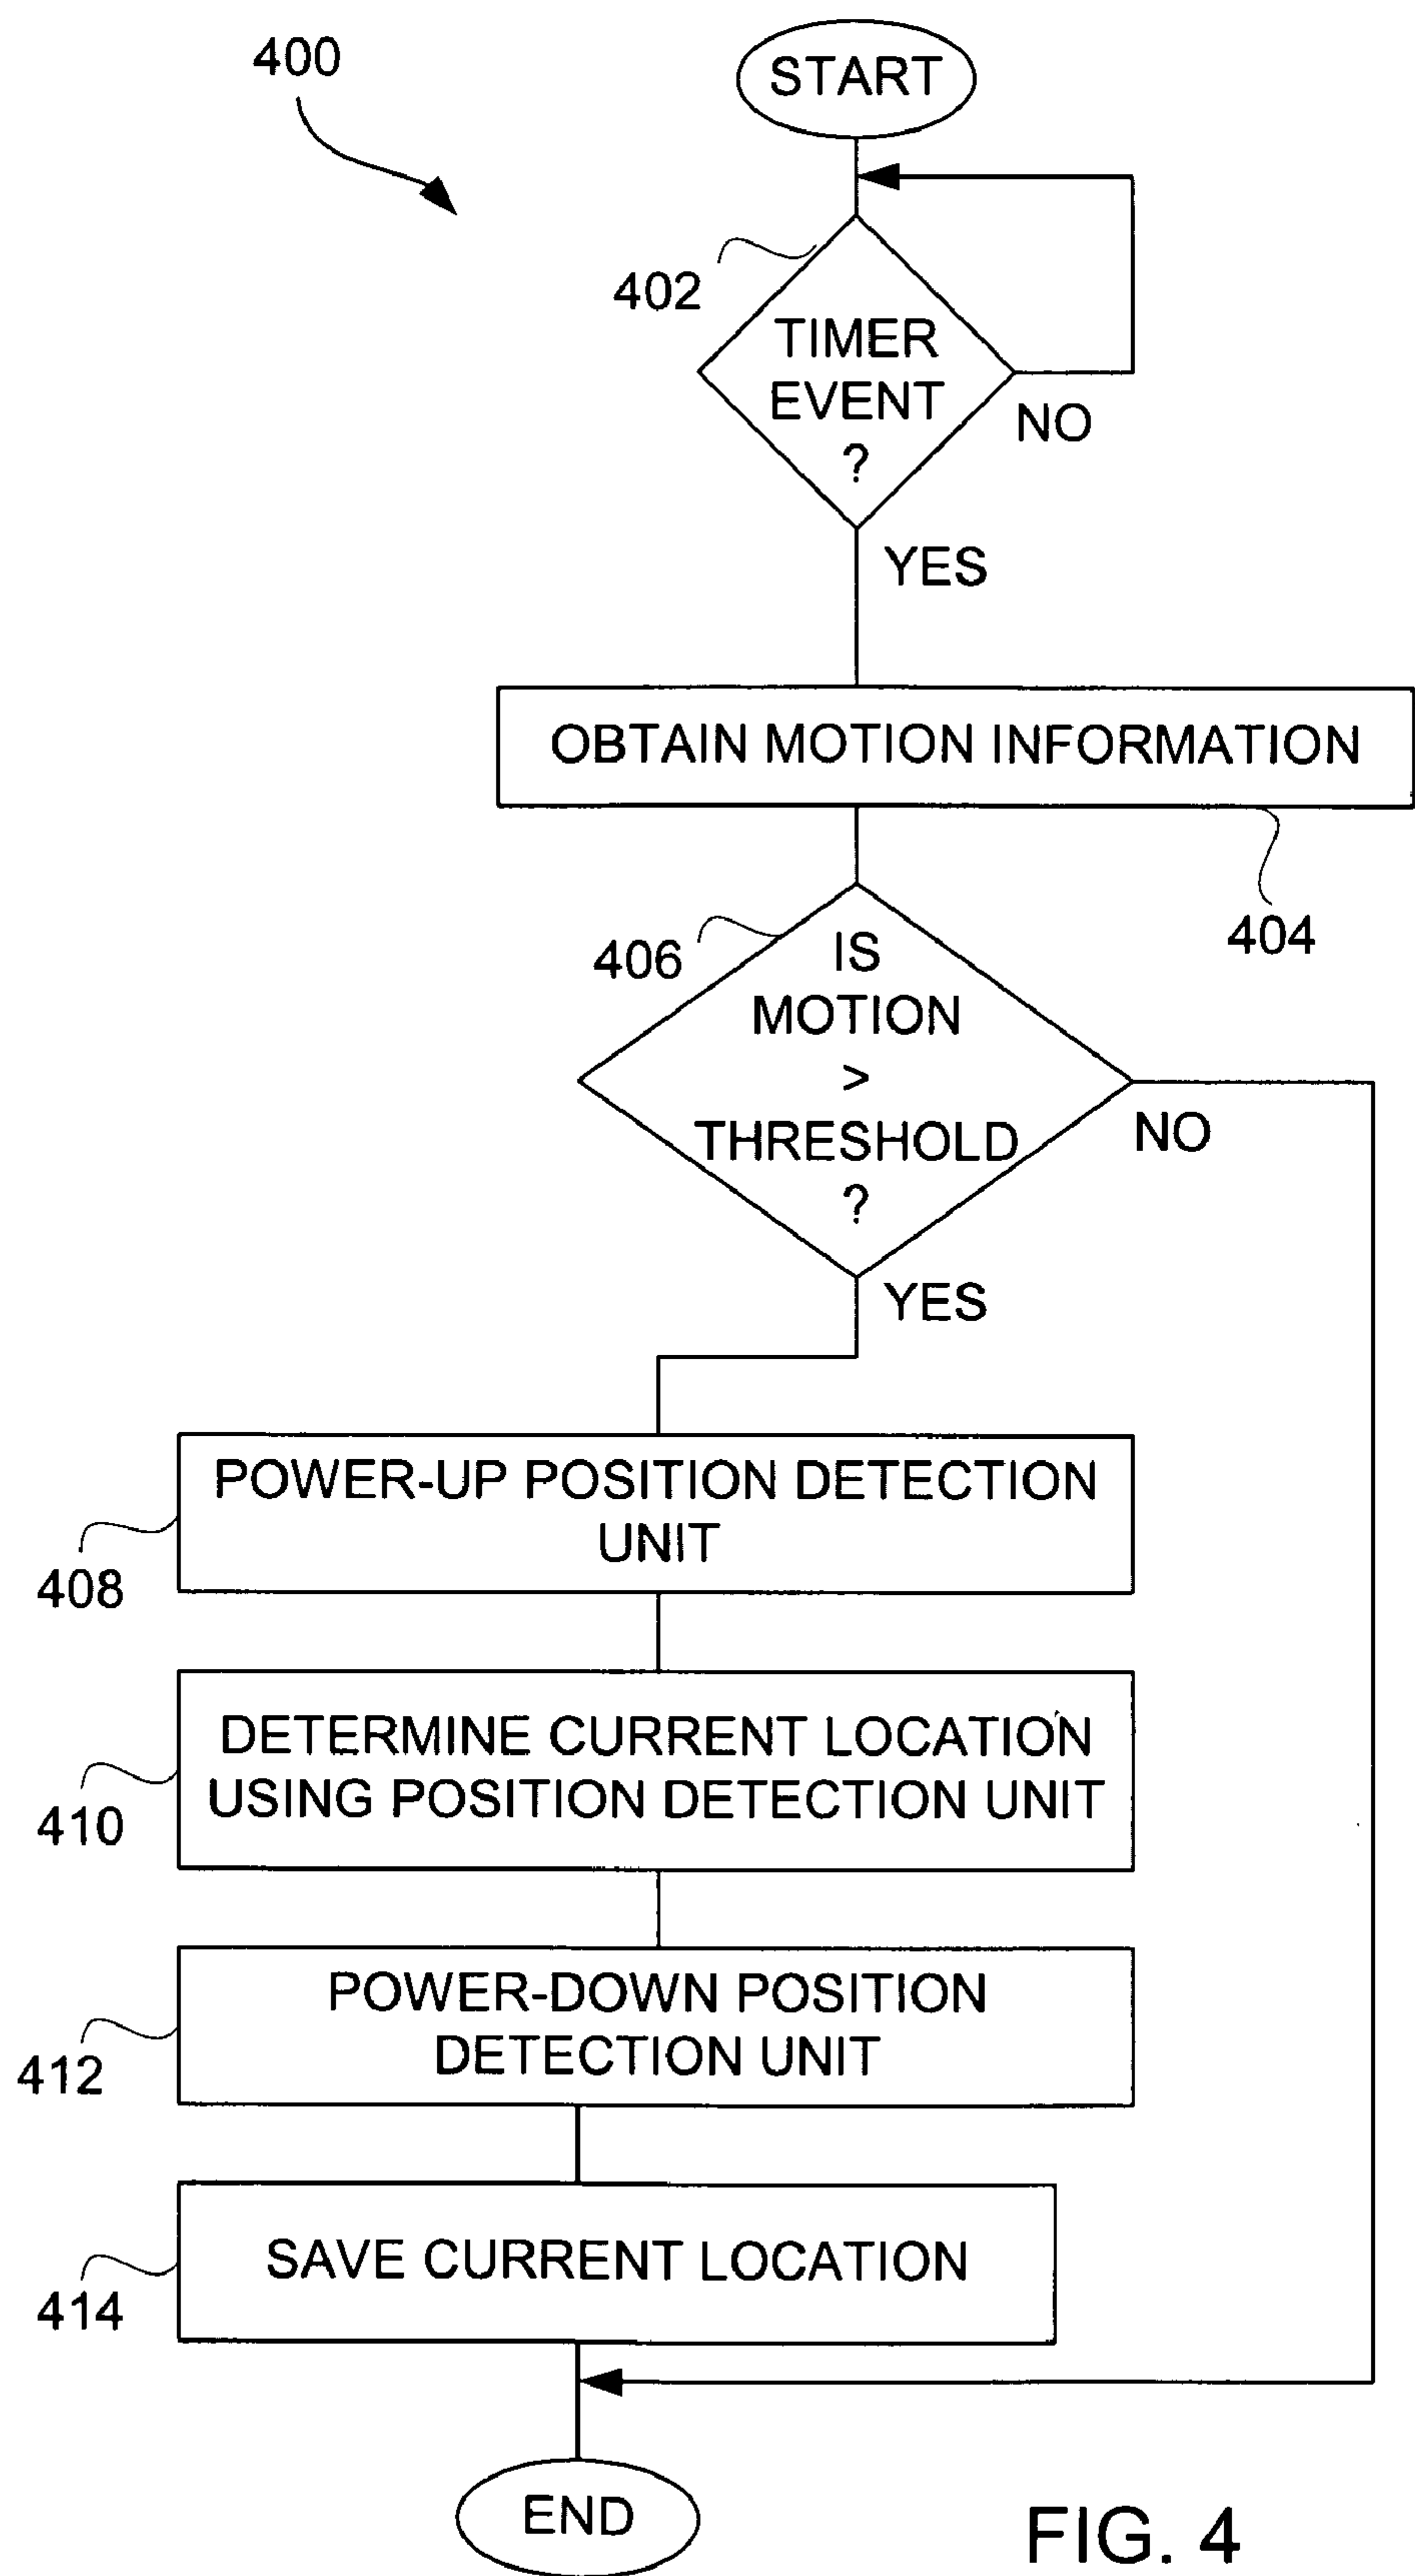 400
START
402
TIMER
EVENT
?
NO
YES
OBTAIN MOTION INFORMATION
404
406
IS
MOTION
>
THRESHOLD
?
NO
YES
POWER-UP POSITION DETECTION
UNIT
408
DETERMINE CURRENT LOCATION
USING POSITION DETECTION UNIT
410
POWER-DOWN POSITION
DETECTION UNIT
412
SAVE CURRENT LOCATION
414
END
FIG. 4